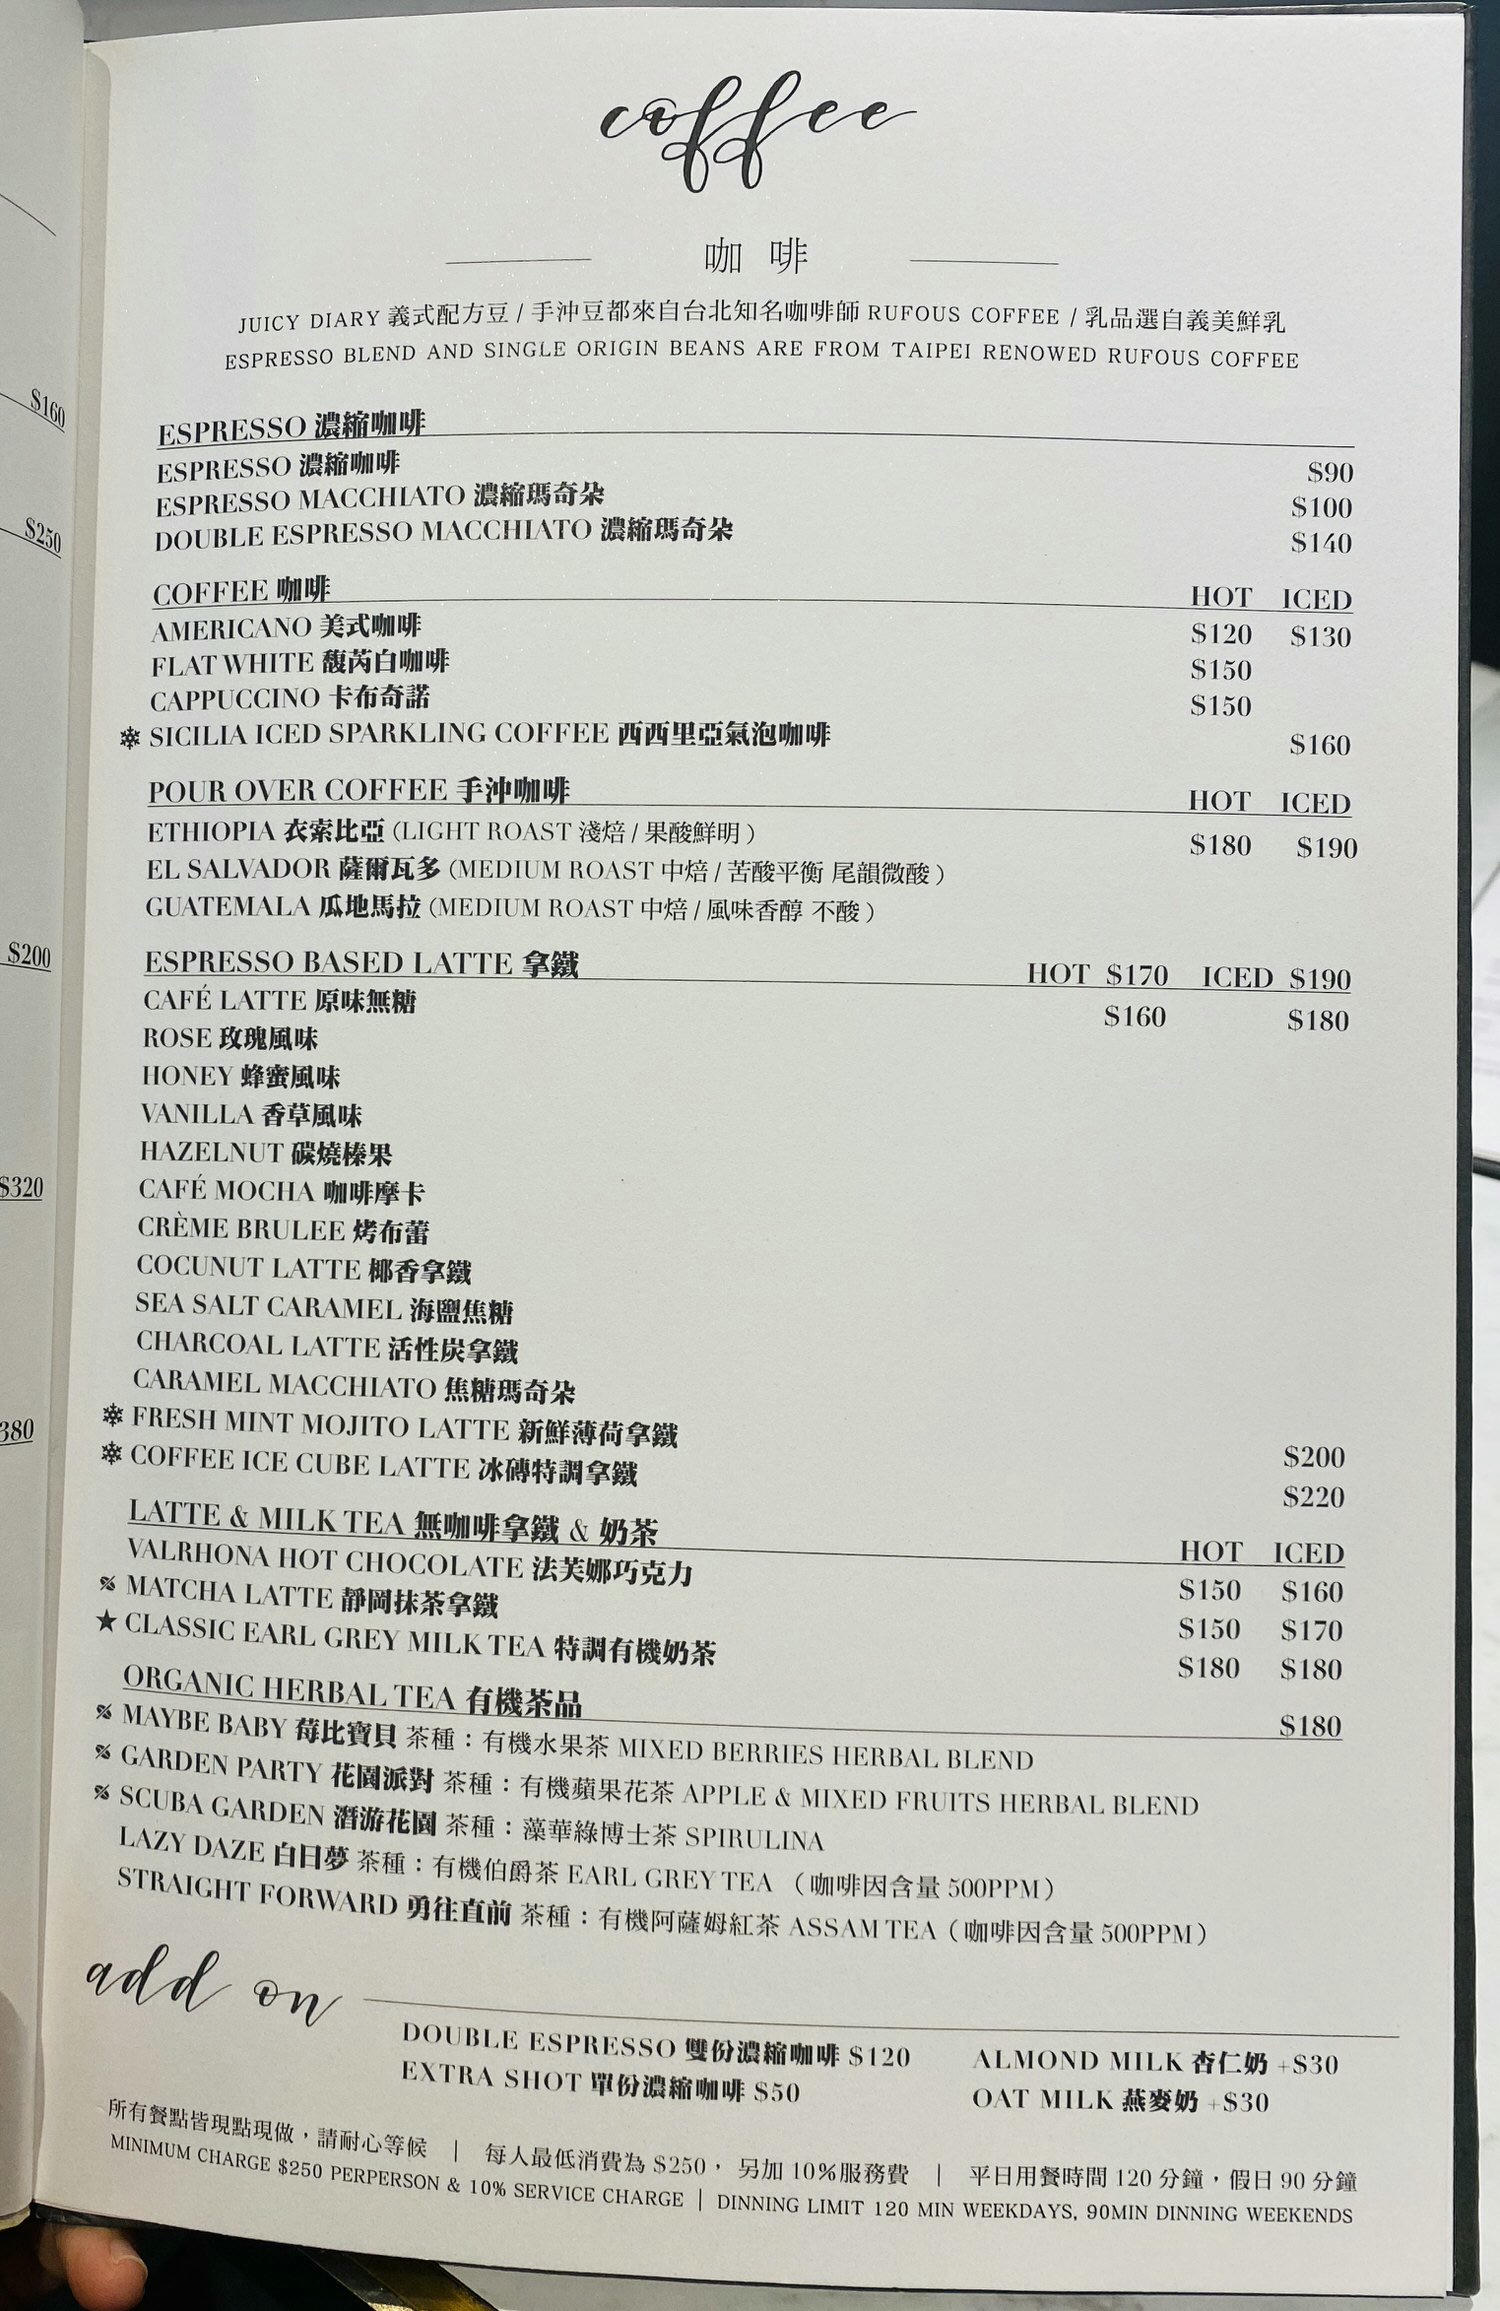 coffee
咖啡
JUICY DIARY 義式配方豆 / 手沖豆都來自台北知名咖啡師 RUFOUS COFFEE / 乳品選自義美鮮乳
ESPRESSO BLEND AND SINGLE ORIGIN BEANS ARE FROM TAIPEI RENOWED RUFOUS COFFEE
ESPRESSO 濃縮咖啡
ESPRESSO 濃縮咖啡 $90
ESPRESSO MACCHIATO 濃縮瑪奇朵 $100
DOUBLE ESPRESSO MACCHIATO 濃縮瑪奇朵 $140
COFFEE 咖啡 HOT ICED
AMERICANO 美式咖啡 $120 $130
FLAT WHITE 馥芮白咖啡 $150
CAPPUCCINO 卡布奇諾 $150
SICILIA ICED SPARKLING COFFEE 西西里亞氣泡咖啡 $160
POUR OVER COFFEE 手沖咖啡 HOT ICED
ETHIOPIA 衣索比亞 (LIGHT ROAST 淺焙 / 果酸鮮明 ) $180 $190
EL SALVADOR 薩爾瓦多 (MEDIUM ROAST 中焙 / 苦酸平衡 尾韻微酸 )
GUATEMALA 瓜地馬拉 (MEDIUM ROAST 中焙 / 風味香醇 不酸 )
ESPRESSO BASED LATTE 拿鐵 HOT $170 ICED $190
CAFÉ LATTE 原味無糖 $160 $180
ROSE 玫瑰風味
HONEY 蜂蜜風味
VANILLA 香草風味
HAZELNUT 碳燒榛果
CAFÉ MOCHA 咖啡摩卡
CRÈME BRULEE 烤布蕾
COCUNUT LATTE 椰香拿鐵
SEA SALT CARAMEL 海鹽焦糖
CHARCOAL LATTE 活性炭拿鐵
CARAMEL MACCHIATO 焦糖瑪奇朵
FRESH MINT MOJITO LATTE 新鮮薄荷拿鐵 $200
COFFEE ICE CUBE LATTE 冰磚特調拿鐵 $220
LATTE & MILK TEA 無咖啡拿鐵 & 奶茶 HOT ICED
VALRHONA HOT CHOCOLATE 法芙娜巧克力 $150 $160
MATCHA LATTE 靜岡抹茶拿鐵 $150 $170
★ CLASSIC EARL GREY MILK TEA 特調有機奶茶 $180 $180
ORGANIC HERBAL TEA 有機茶品 $180
MAYBE BABY 莓比寶貝 茶種：有機水果茶 MIXED BERRIES HERBAL BLEND
GARDEN PARTY 花園派對 茶種：有機蘋果花茶 APPLE & MIXED FRUITS HERBAL BLEND
SCUBA GARDEN 潛游花園 茶種：藻華綠博士茶 SPIRULINA
LAZY DAZE 白日夢 茶種：有機伯爵茶 EARL GREY TEA （咖啡因含量 500PPM）
STRAIGHT FORWARD 勇往直前 茶種：有機阿薩姆紅茶 ASSAM TEA（咖啡因含量 500PPM）
add on
DOUBLE ESPRESSO 雙份濃縮咖啡 $120 ALMOND MILK 杏仁奶 +$30
EXTRA SHOT 單份濃縮咖啡 $50 OAT MILK 燕麥奶 +$30
所有餐點皆現點現做，請耐心等候 | 每人最低消費為 $250， 另加 10%服務費 | 平日用餐時間 120 分鐘，假日 90 分鐘
MINIMUM CHARGE $250 PERPERSON & 10% SERVICE CHARGE | DINNING LIMIT 120 MIN WEEKDAYS, 90MIN DINNING WEEKENDS
$160
$250
$200
$320
380